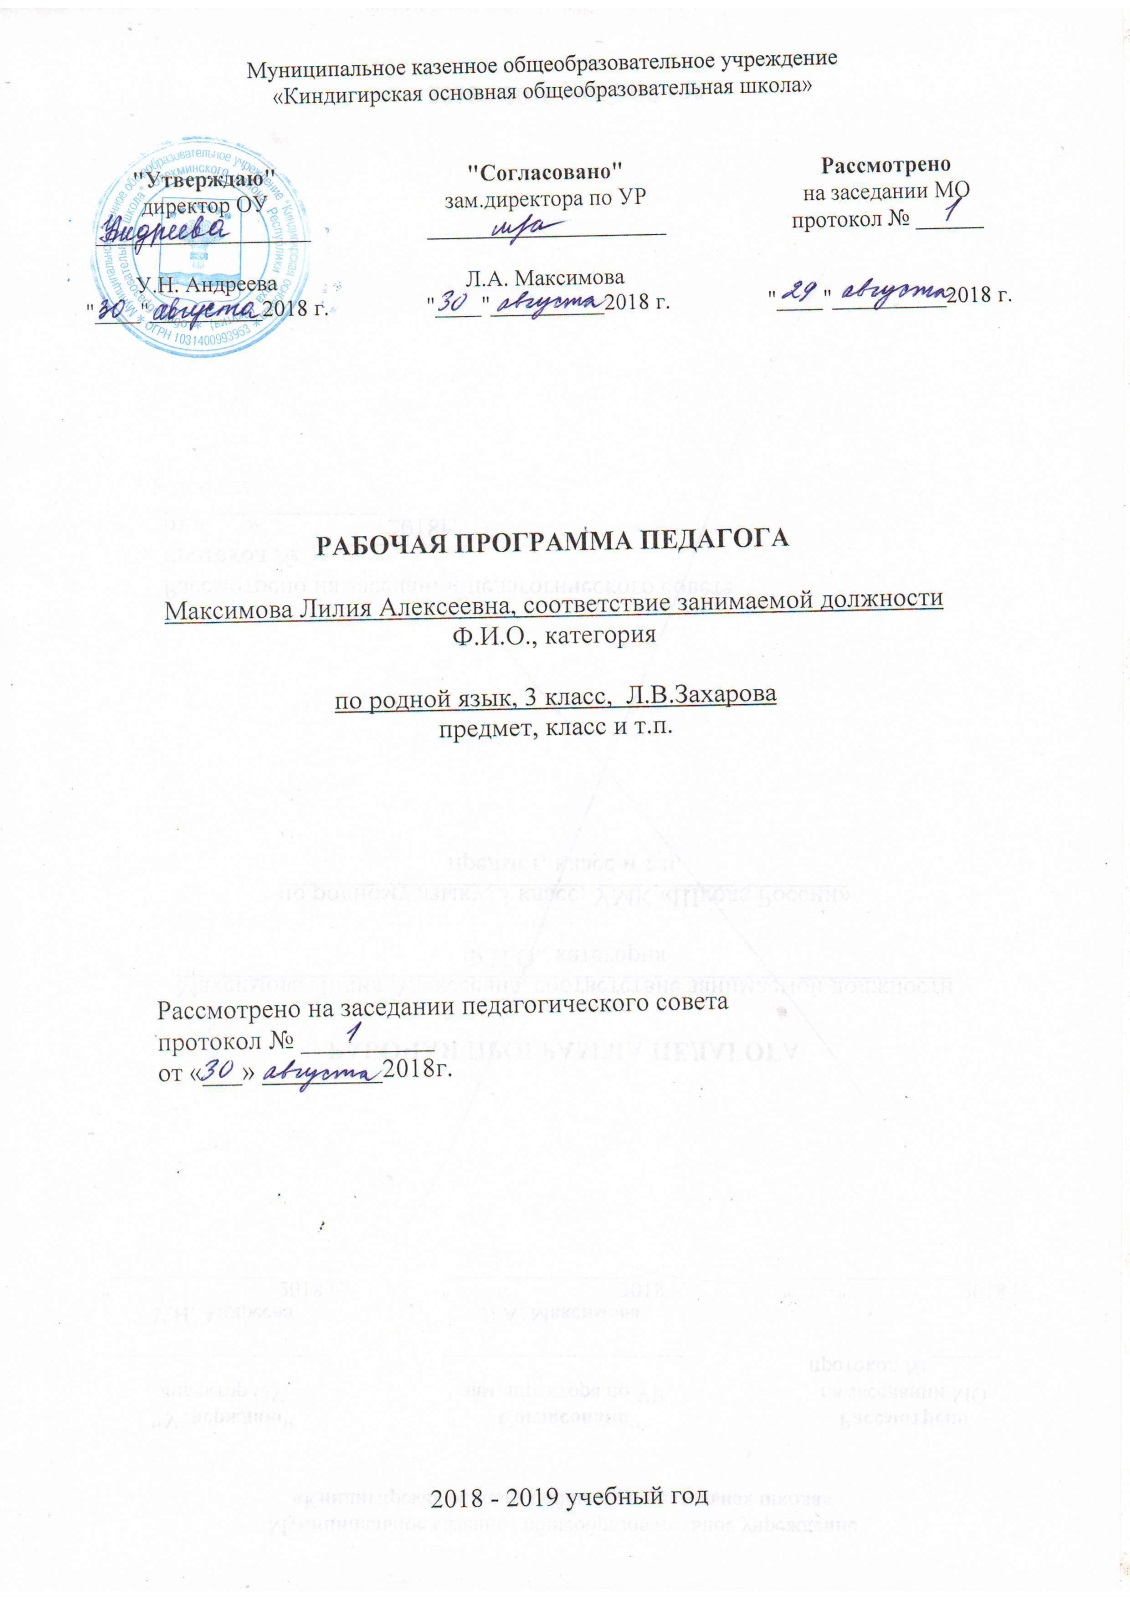 Муниципальное казенное общеобразовательное учреждение
«Киндигирская основная общеобразовательная школа»
"Утверждаю"
директор ОУ
Андреева
У.Н. Андреева
"30" августа 2018 г.
ОГРН 1031400993953
"Согласовано"
зам.директора по УР
Л.А. Максимова
"30" августа 2018 г.
Рассмотрено
на заседании МО
протокол № 1
"29" августа 2018 г.
РАБОЧАЯ ПРОГРАММА ПЕДАГОГА
Максимова Лилия Алексеевна, соответствие занимаемой должности
Ф.И.О., категория
по родной язык, 3 класс, Л.В.Захарова
предмет, класс и т.п.
Рассмотрено на заседании педагогического совета
протокол № 1
от «30» августа 2018г.
2018 - 2019 учебный год